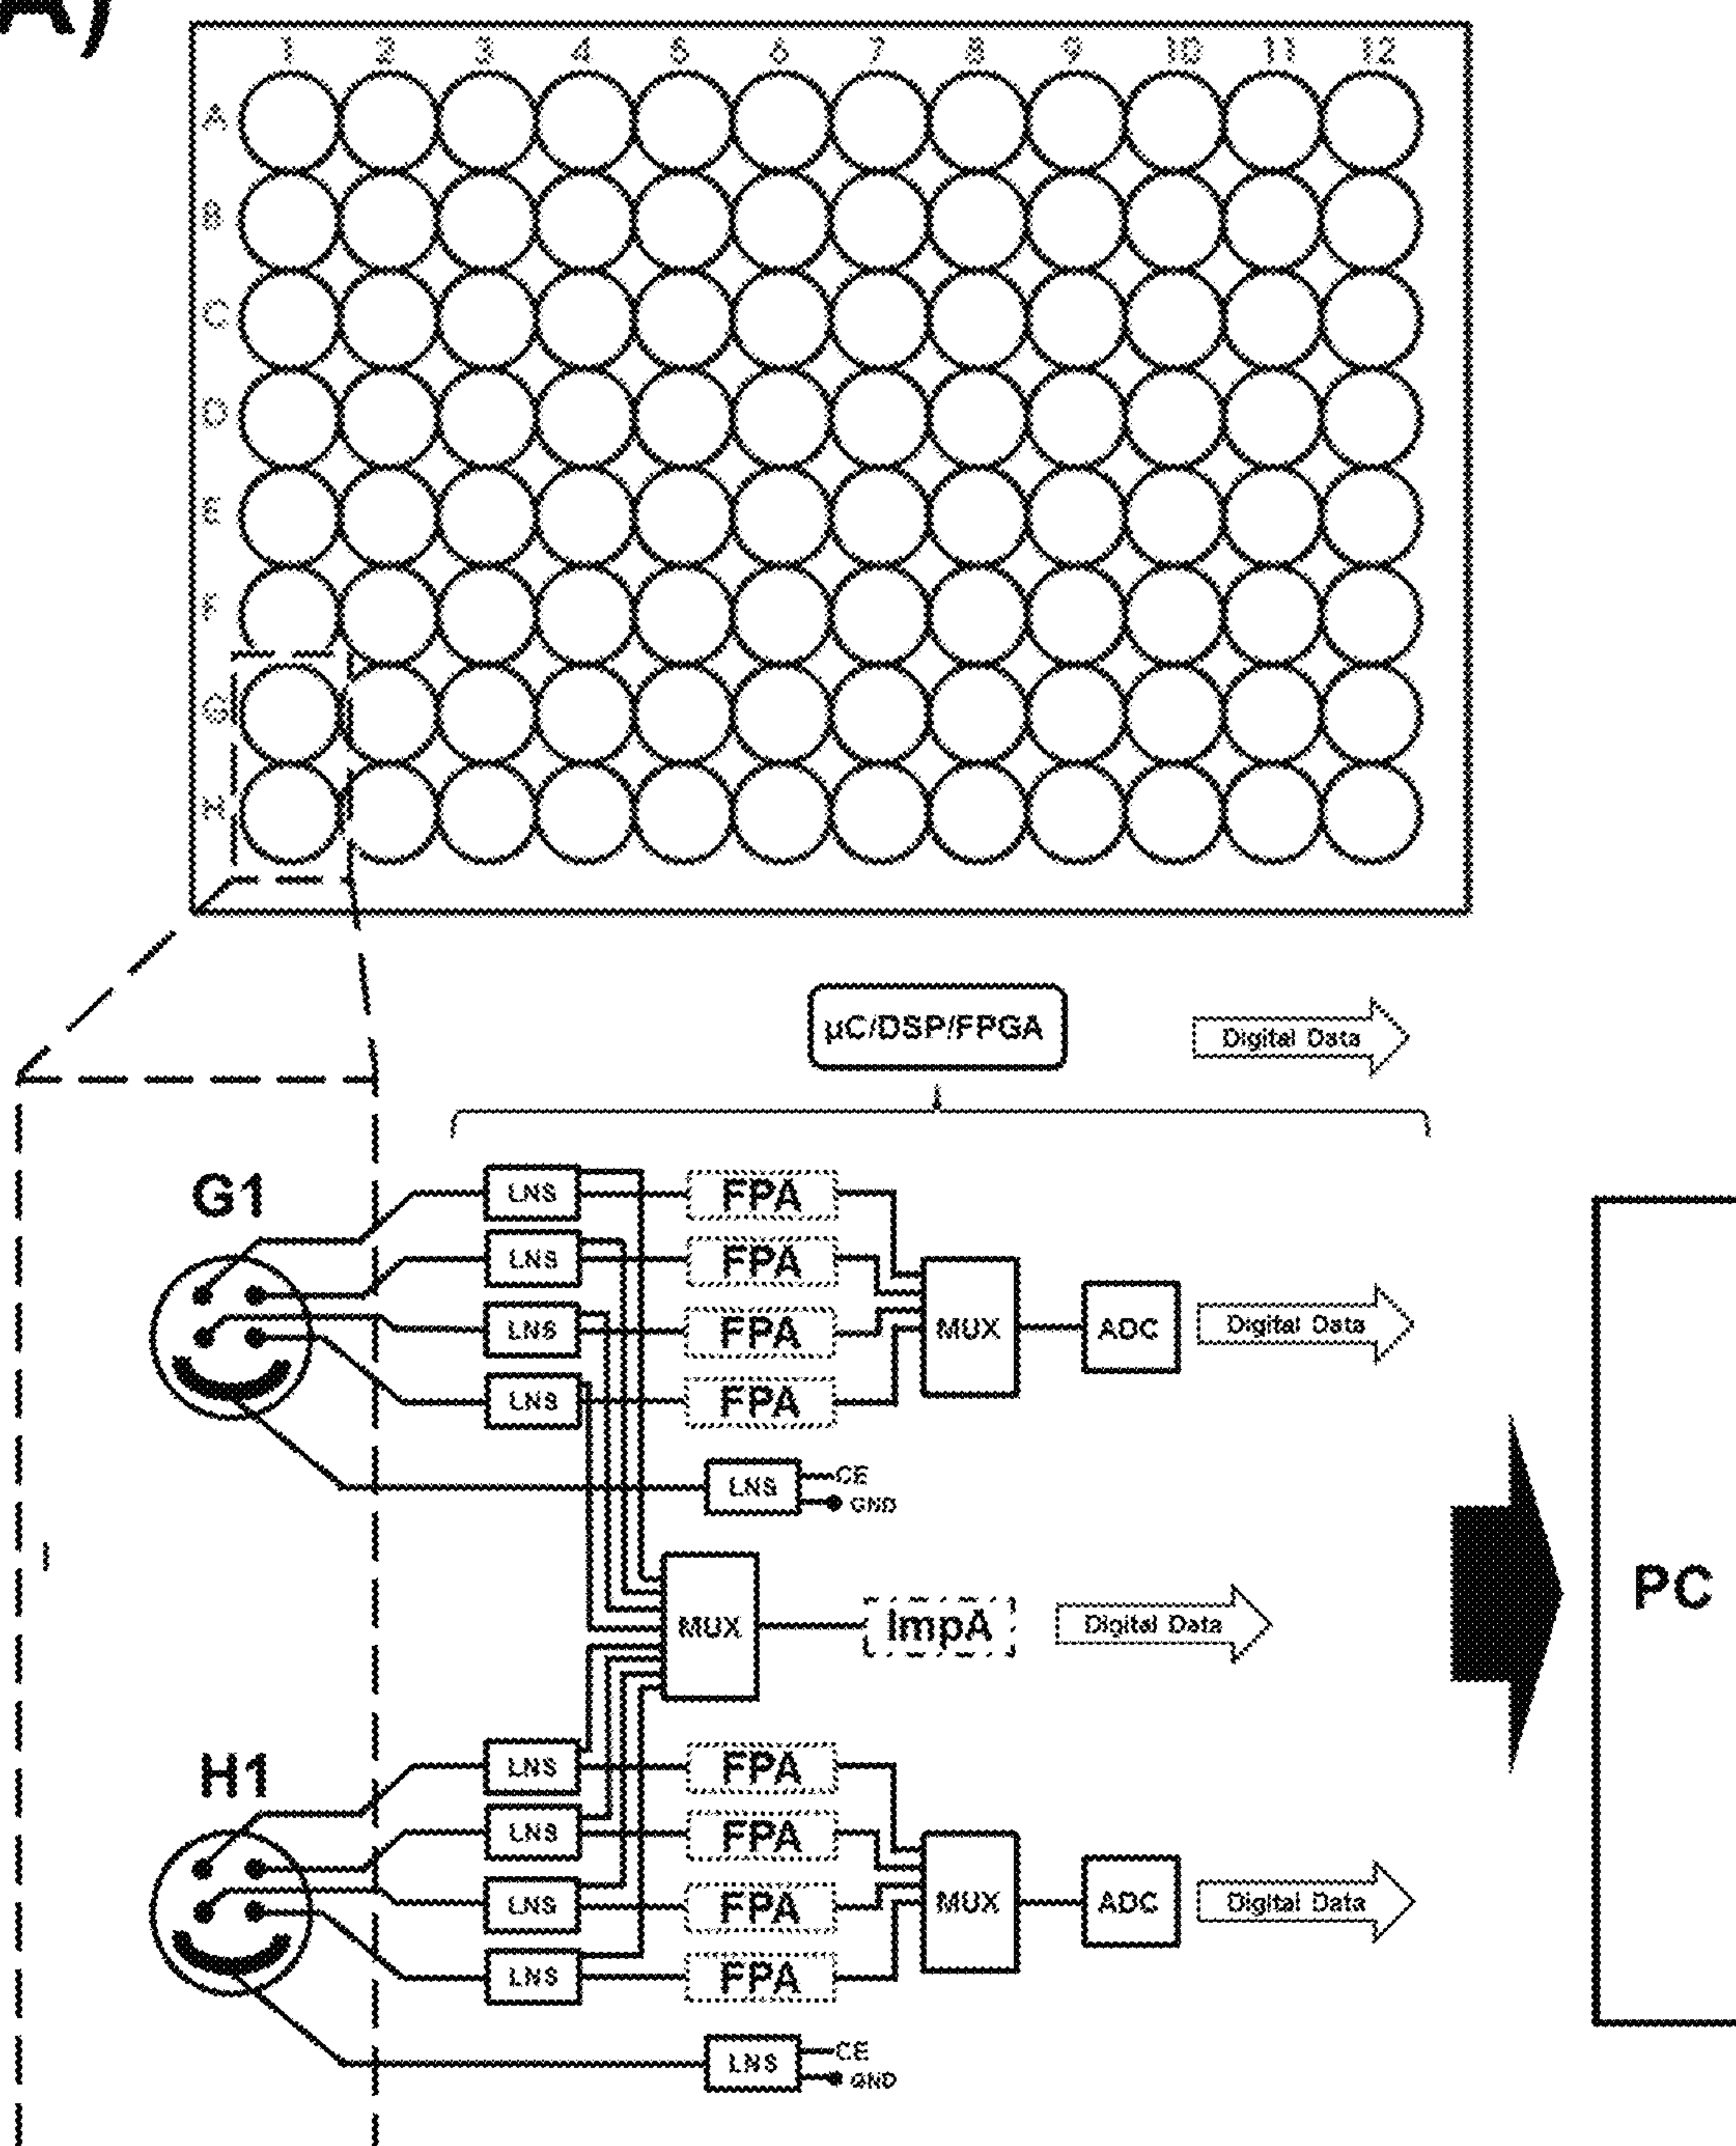 A)
1 2 3 4 5 6 7 8 9 10 11 12
A
B
C
D
E
F
G
H
µC/DSP/FPGA
Digital Data
G1
LNS FPA
LNS FPA
LNS FPA
LNS FPA
MUX ADC Digital Data
LNS CE
GND
MUX ImpA Digital Data
PC
H1
LNS FPA
LNS FPA
LNS FPA
LNS FPA
MUX ADC Digital Data
LNS CE
GND